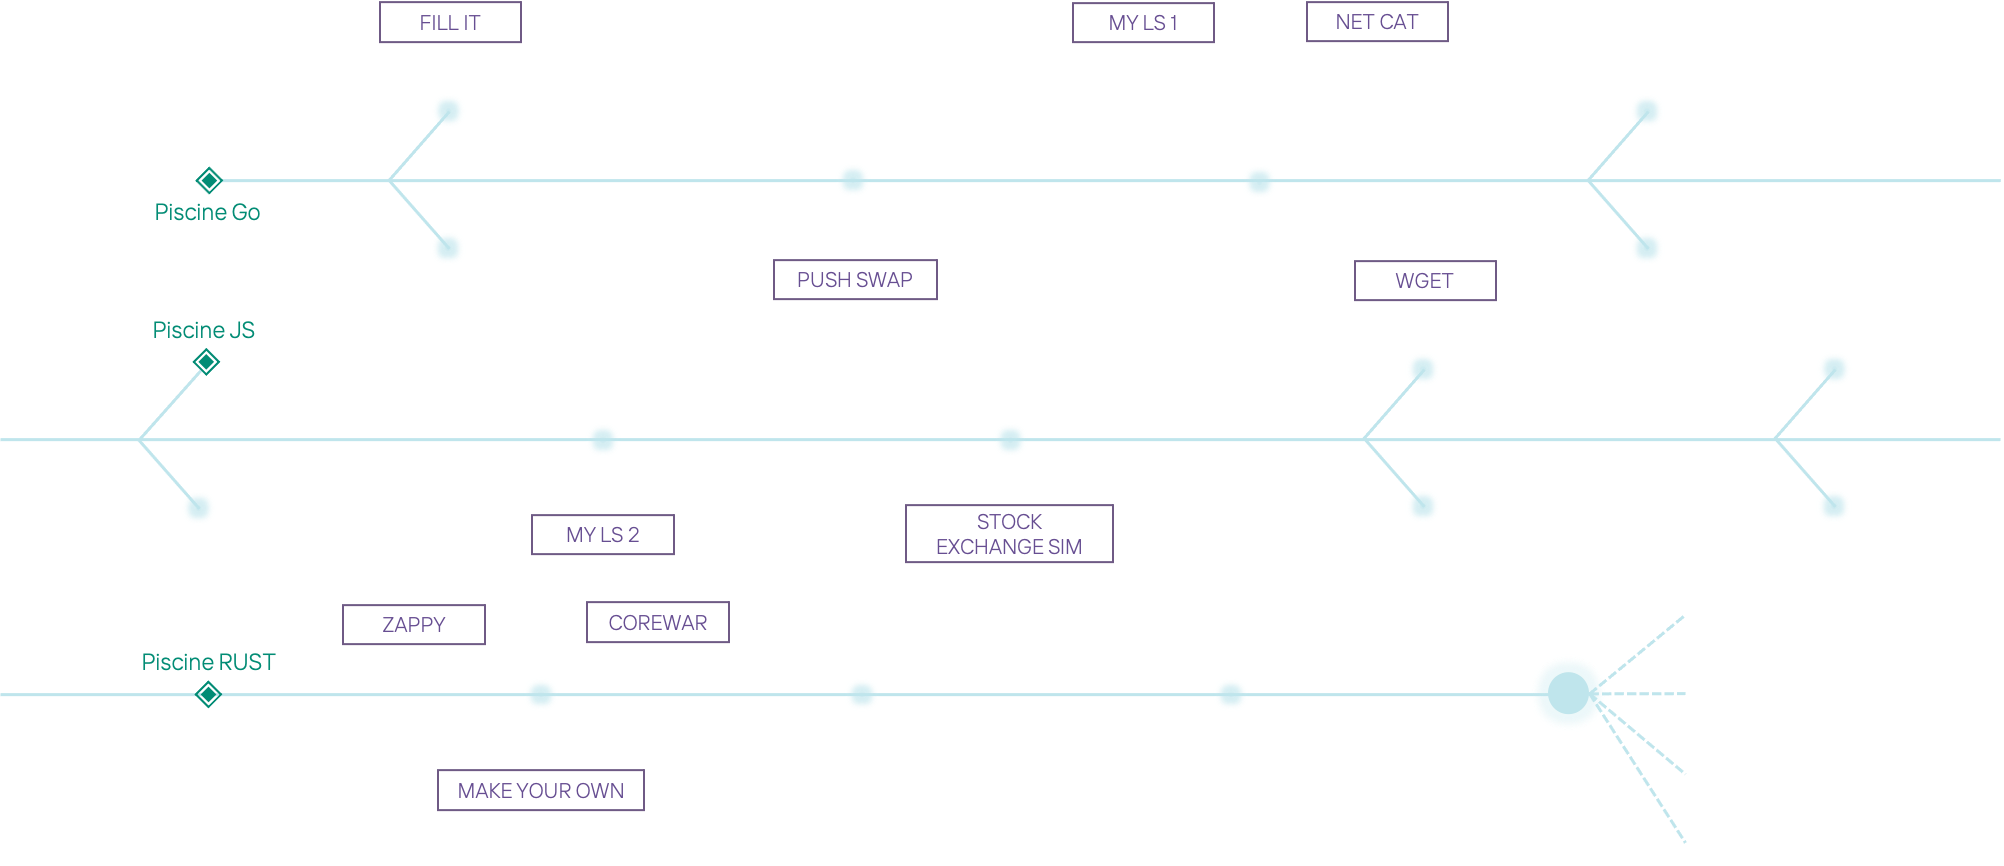 FILL IT
MY LS 1
NET CAT
Piscine Go
PUSH SWAP
WGET
Piscine JS
MY LS 2
STOCK
EXCHANGE SIM
ZAPPY
COREWAR
Piscine RUST
MAKE YOUR OWN